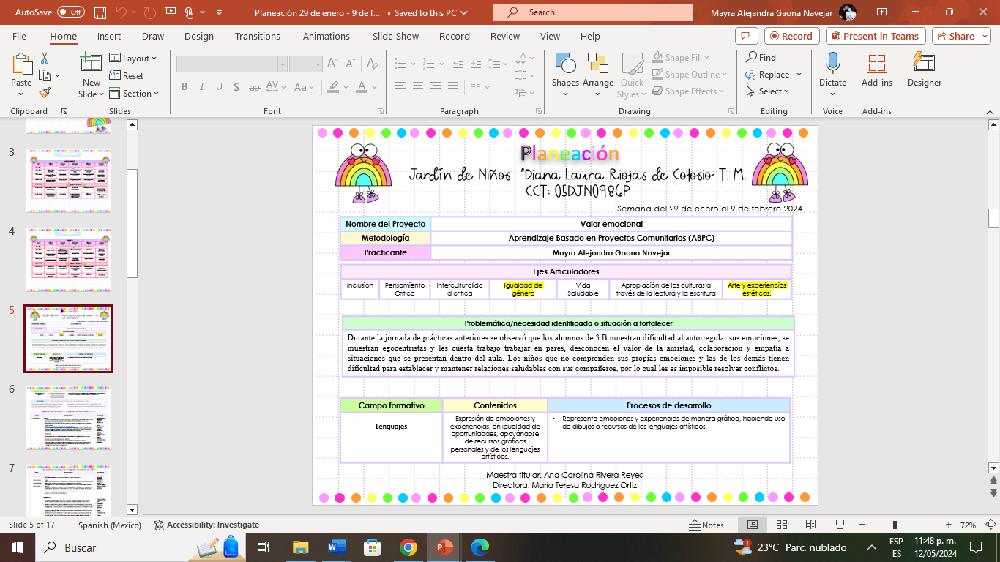 AutoSave Off Planeación 29 de enero - 9 de f... • Saved to this PC Search Mayra Alejandra Gaona Navejar
File Home Insert Draw Design Transitions Animations Slide Show Record Review View Help Record Present in Teams Share
Paste New Slide Layout Reset Section
B I U S ab AV Aa A
Shapes Arrange Quick Styles Shape Fill Shape Outline Shape Effects
Find Replace Select Dictate Add-ins Designer
Clipboard Slides Font Paragraph Drawing Editing Voice Add-ins
3
4
5
6
7
Planeación
Jardín de Niños "Diana Laura Riojas de Colosio T. M.
CCT: 05DJN0986P
Semana del 29 de enero al 9 de febrero 2024
Nombre del Proyecto Valor emocional
Metodología Aprendizaje Basado en Proyectos Comunitarios (ABPC)
Practicante Mayra Alejandra Gaona Navejar
Ejes Articuladores
Inclusión Pensamiento Crítico Interculturalida d crítica Igualdad de género Vida Saludable Apropiación de las culturas a través de la lectura y la escritura Arte y experiencias estéticas.
Problemática/necesidad identificada o situación a fortalecer
Durante la jornada de prácticas anteriores se observo que los alumnos presentan dificultad al autorregular sus emociones, se
muestran egocentristas y les cuesta trabajo trabajar en pares, desconocen el valor de la amistad, colaboración y empatía a
situaciones que se presentan dentro del aula. Los niños que no comprenden sus propias emociones y las de los demás tienen
dificultad para establecer y mantener relaciones saludables con sus compañeros, por lo cual les es imposible resolver conflictos.
Campo formativo Contenidos Procesos de desarrollo
Lenguajes
Expresión de emociones y
experiencias, en igualdad de
oportunidades, apoyándose
de recursos gráficos
personales y de los lenguajes
artísticos.
• Representa emociones y experiencias de manera gráfica, haciendo uso
de dibujos o recursos de los lenguajes artísticos.
Maestra titular. Ana Carolina Rivera Reyes
Directora. María Teresa Rodríguez Ortiz
Slide 5 of 17 Spanish (Mexico) Accessibility: Investigate Notes 72%
Buscar 1 23°C Parc. nublado ESP ES 11:48 p. m. 12/05/2024